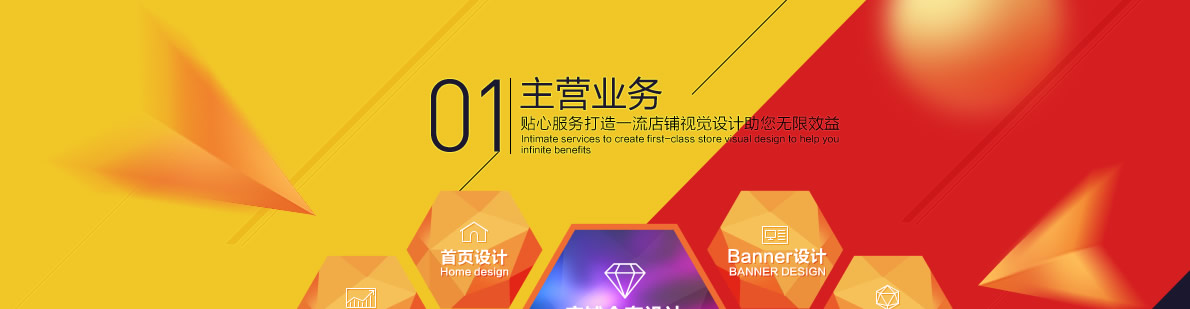 01
主营业务
贴心服务打造一流店铺视觉设计助您无限效益
Intimate services to create first-class store visual design to help you
infinite benefits
首页设计
Home design
Banner设计
BANNER DESIGN